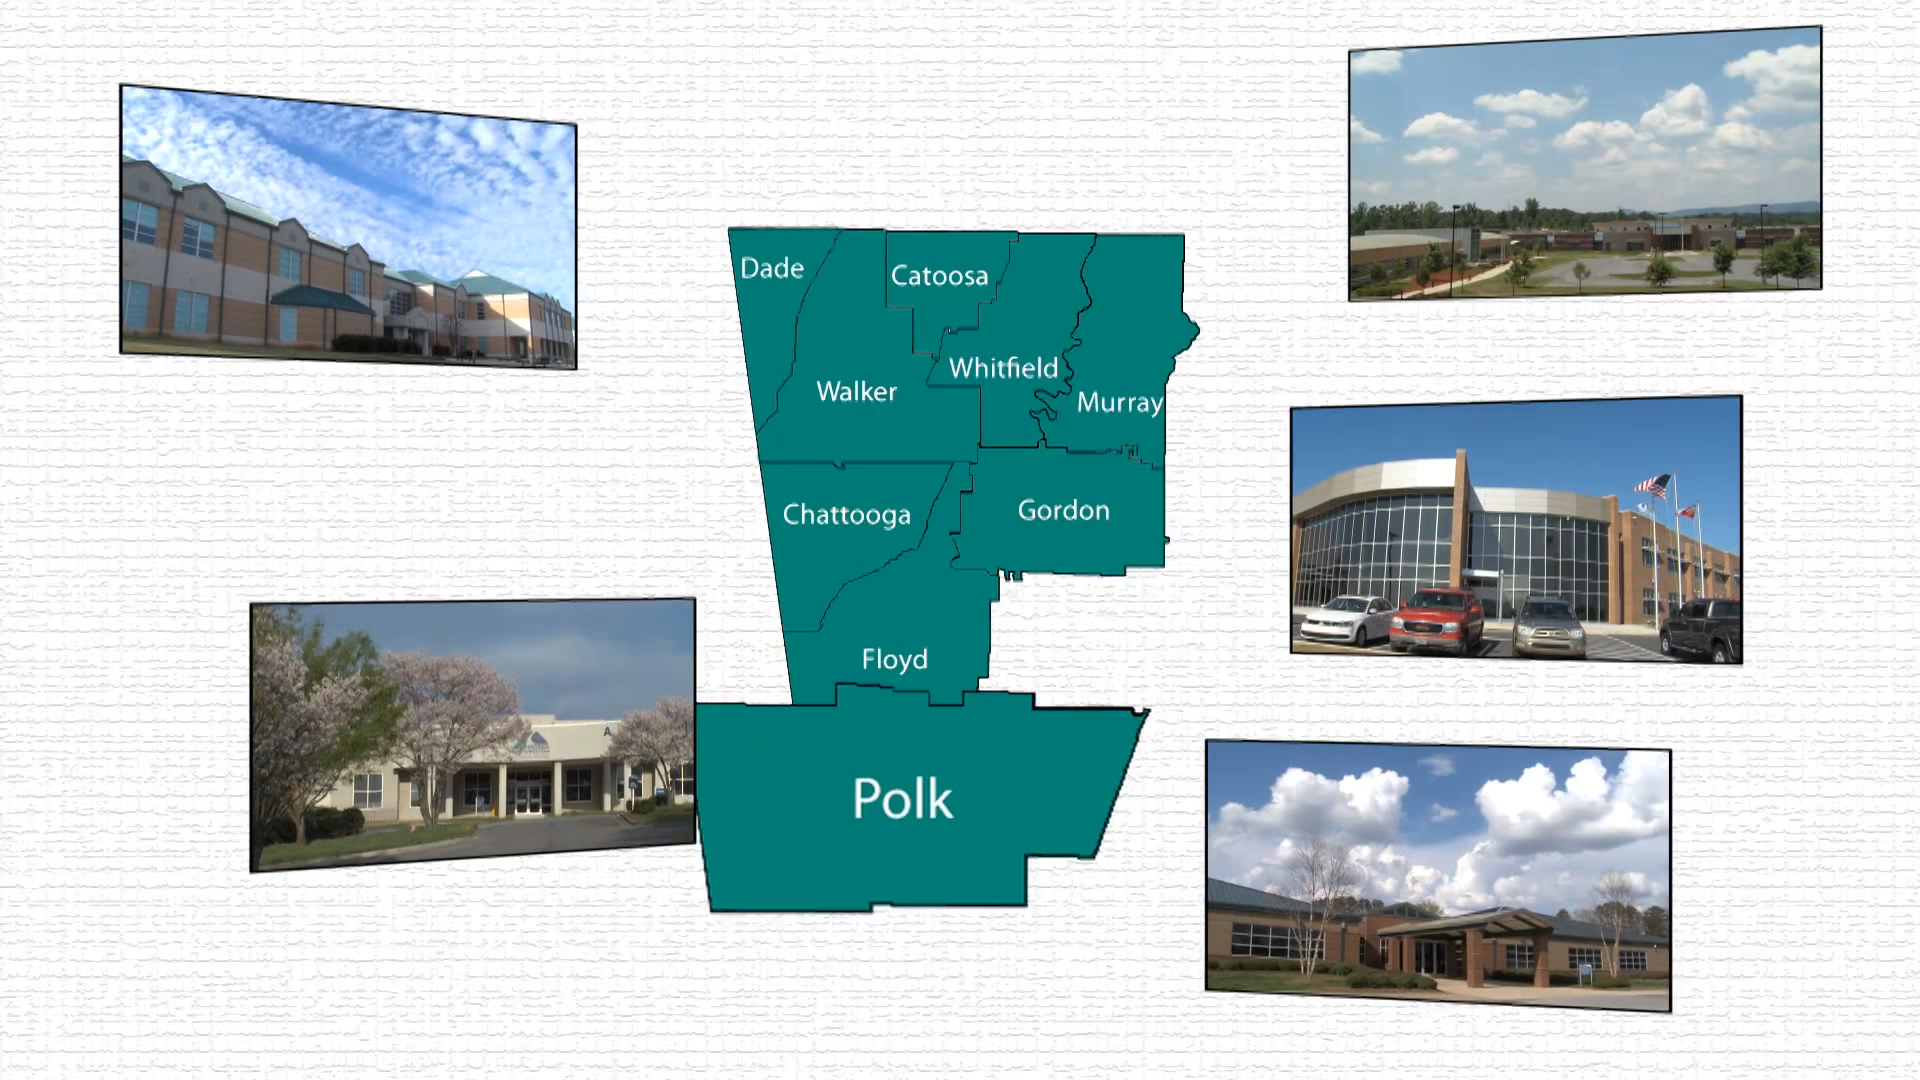 Dade
Catoosa
Whitfield
Walker
Murray
Chattooga
Gordon
Floyd
Polk
A